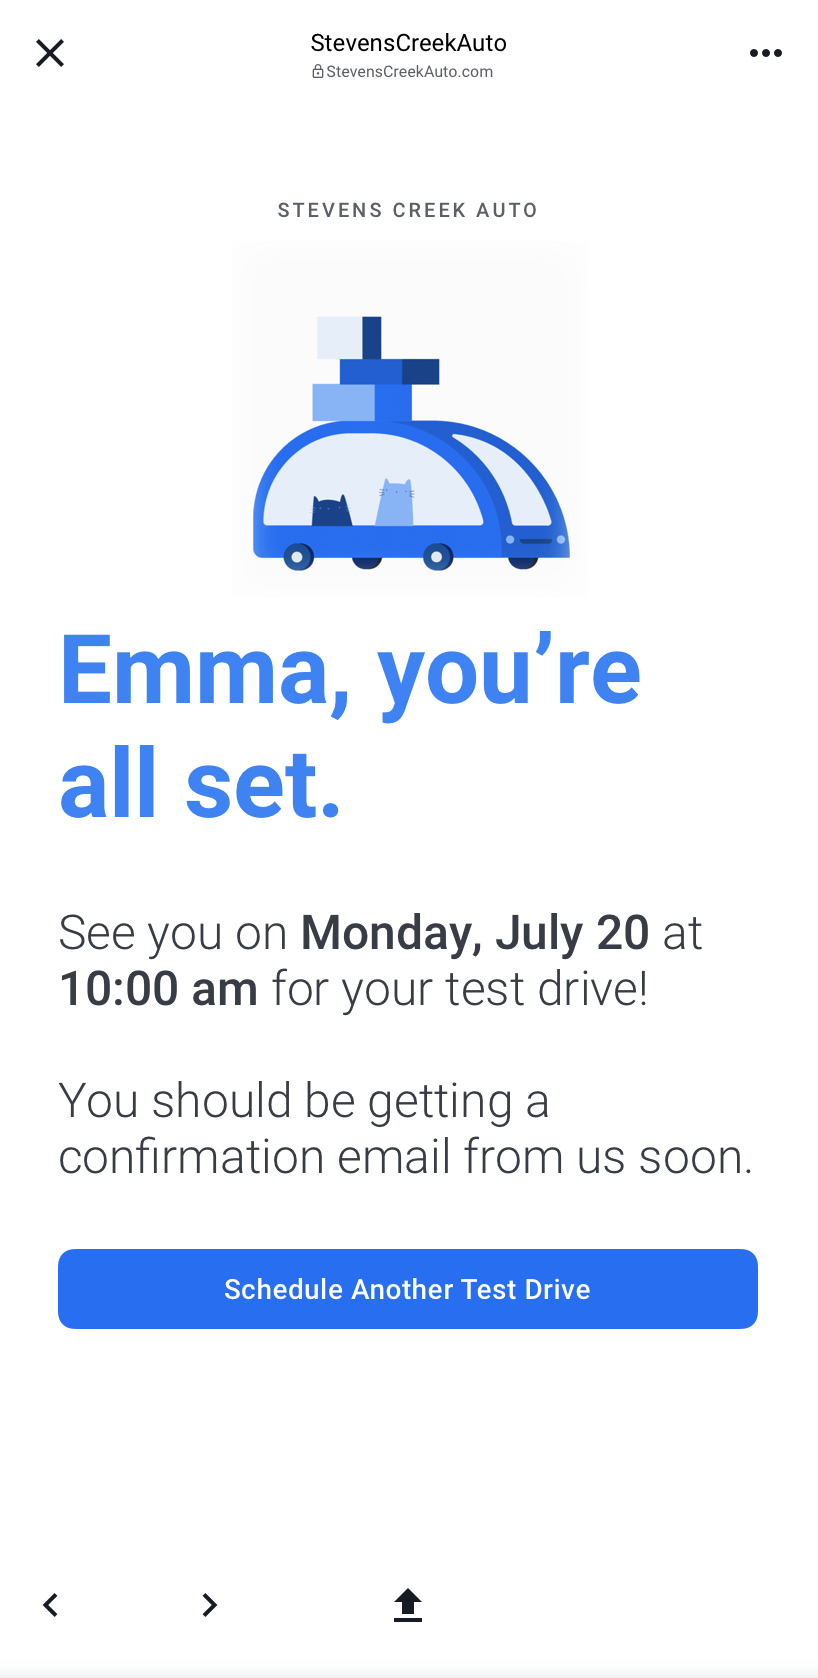 StevensCreekAuto
StevensCreekAuto.com
STEVENS CREEK AUTO
Emma, you’re
all set.
See you on Monday, July 20 at
10:00 am for your test drive!
You should be getting a
confirmation email from us soon.
Schedule Another Test Drive